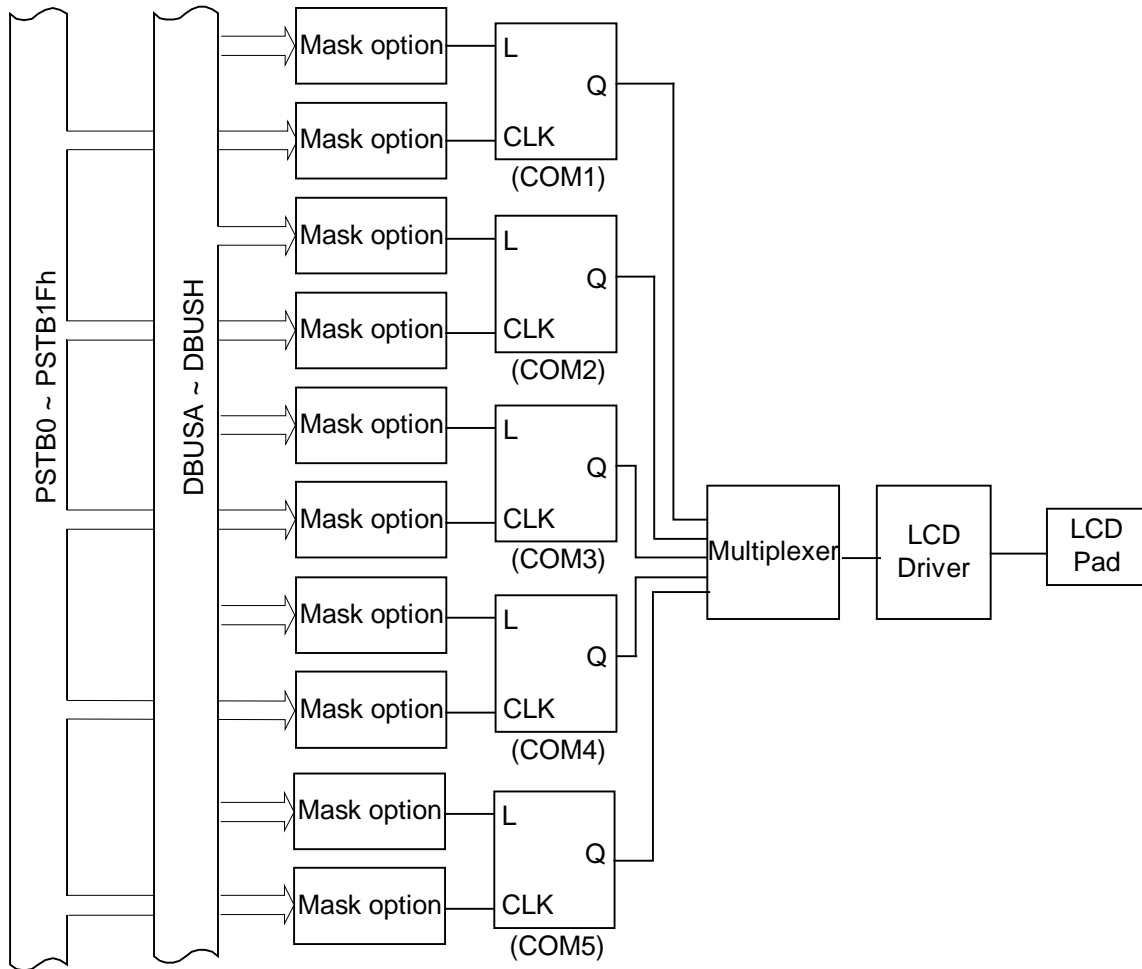 PSTB0 ~ PSTB1Fh
DBUSA ~ DBUSH
Mask option
L
Q
Mask option
CLK
(COM1)
Mask option
L
Q
Mask option
CLK
(COM2)
Mask option
L
Q
Mask option
CLK
(COM3)
Mask option
L
Q
Mask option
CLK
(COM4)
Mask option
L
Q
Mask option
CLK
(COM5)
Multiplexer
LCD
Driver
LCD
Pad